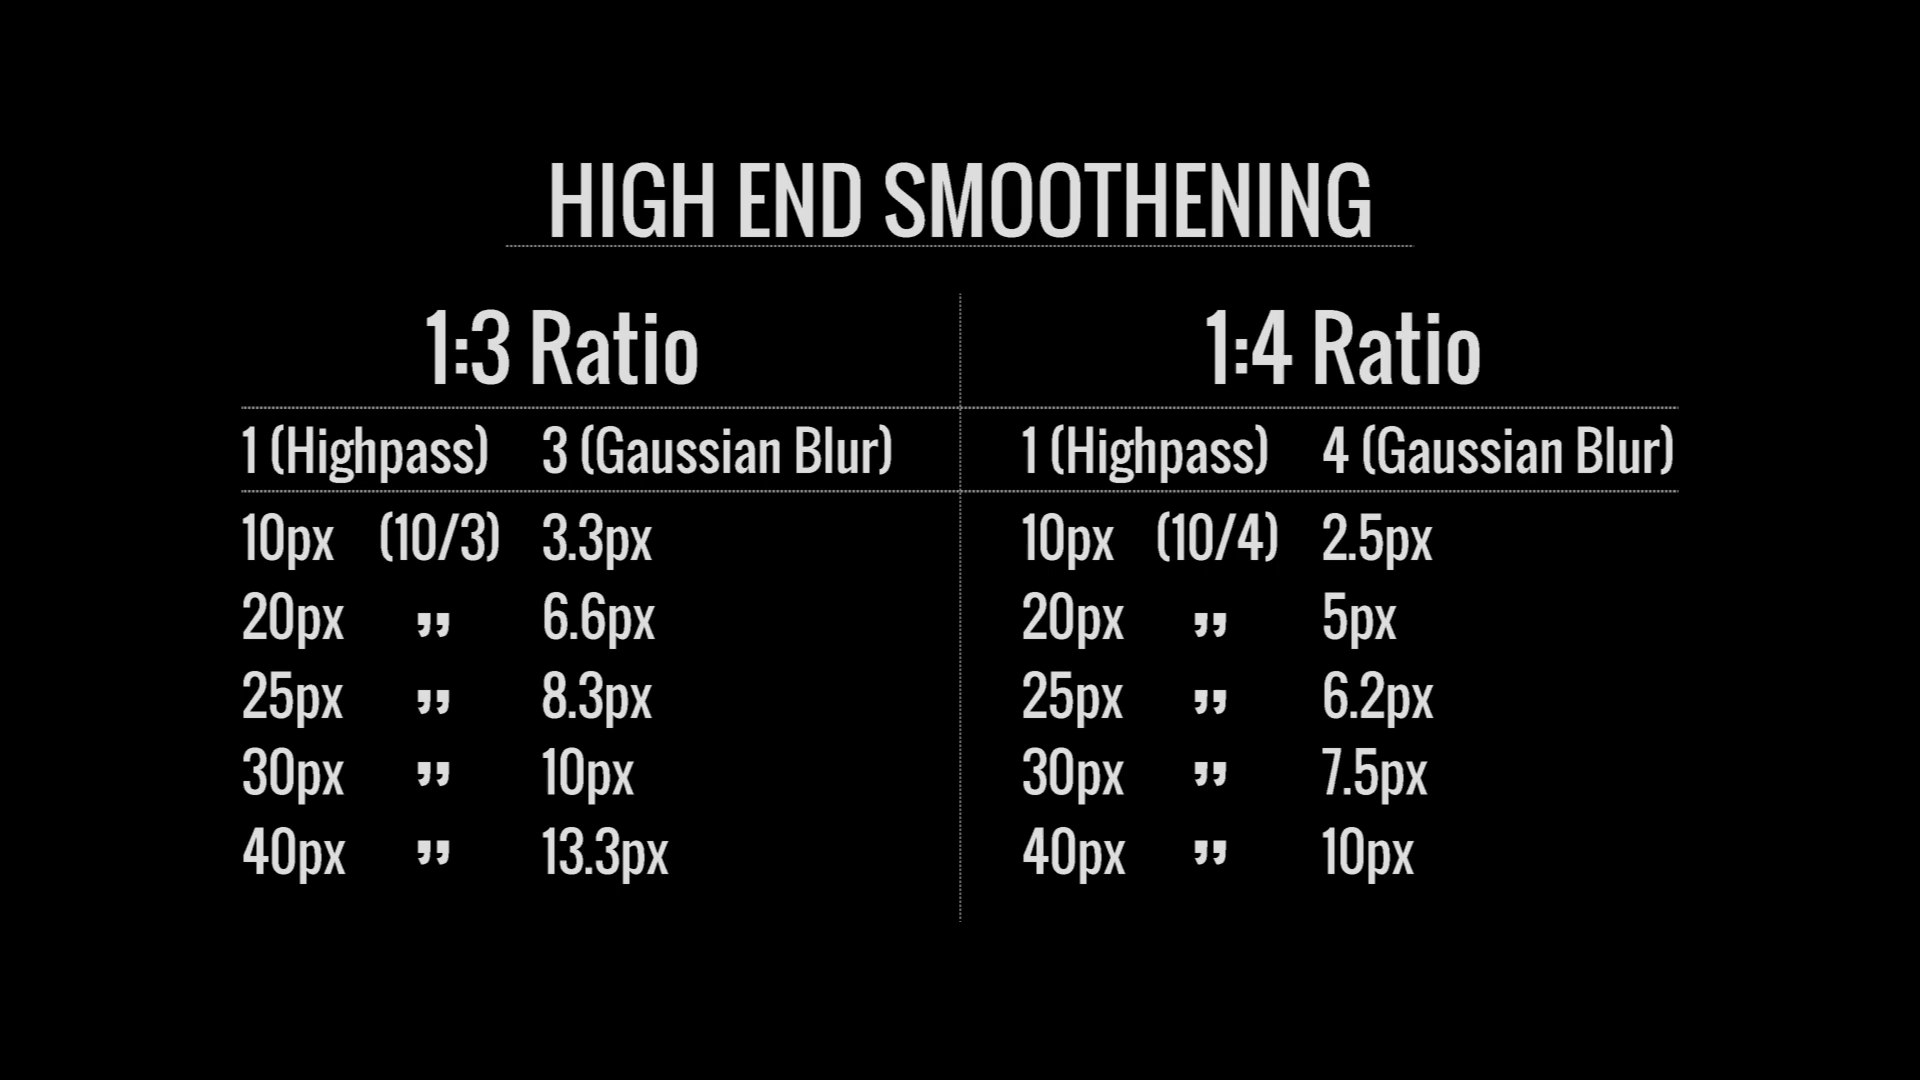 HIGH END SMOOTHENING
1:3 Ratio
1 (Highpass) 3 (Gaussian Blur)
10px (10/3) 3.3px
20px ,, 6.6px
25px ,, 8.3px
30px ,, 10px
40px ,, 13.3px
1:4 Ratio
1 (Highpass) 4 (Gaussian Blur)
10px (10/4) 2.5px
20px ,, 5px
25px ,, 6.2px
30px ,, 7.5px
40px ,, 10px